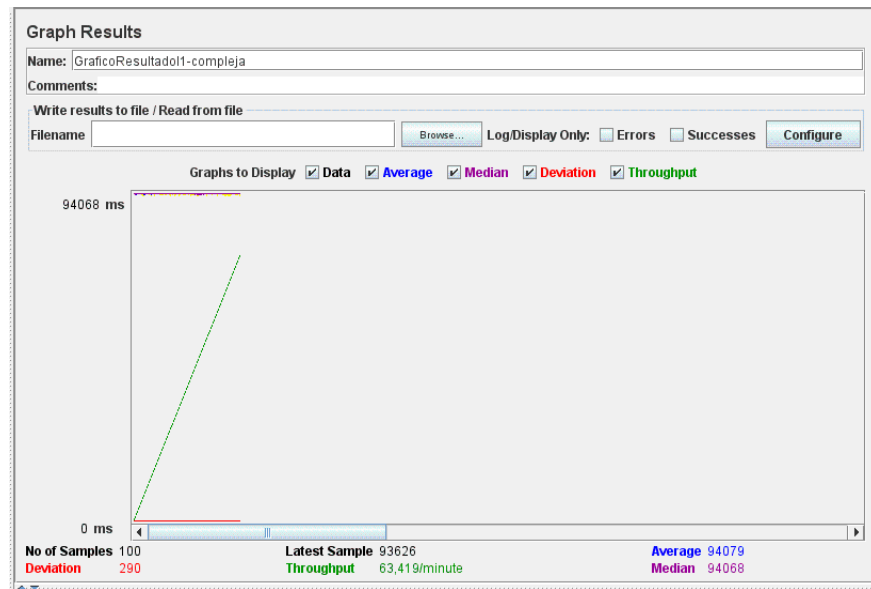 Graph Results
Name: GraficoResultadol1-compleja
Comments:
Write results to file / Read from file
Filename Browse... Log/Display Only: Errors Successes Configure
Graphs to Display Data Average Median Deviation Throughput
94068 ms
0 ms
No of Samples 100 Latest Sample 93626 Average 94079
Deviation 290 Throughput 63,419/minute Median 94068